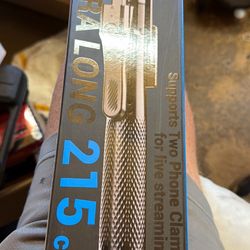 RA LONG
215 c
Supports Two Phone Clam
for live streamin